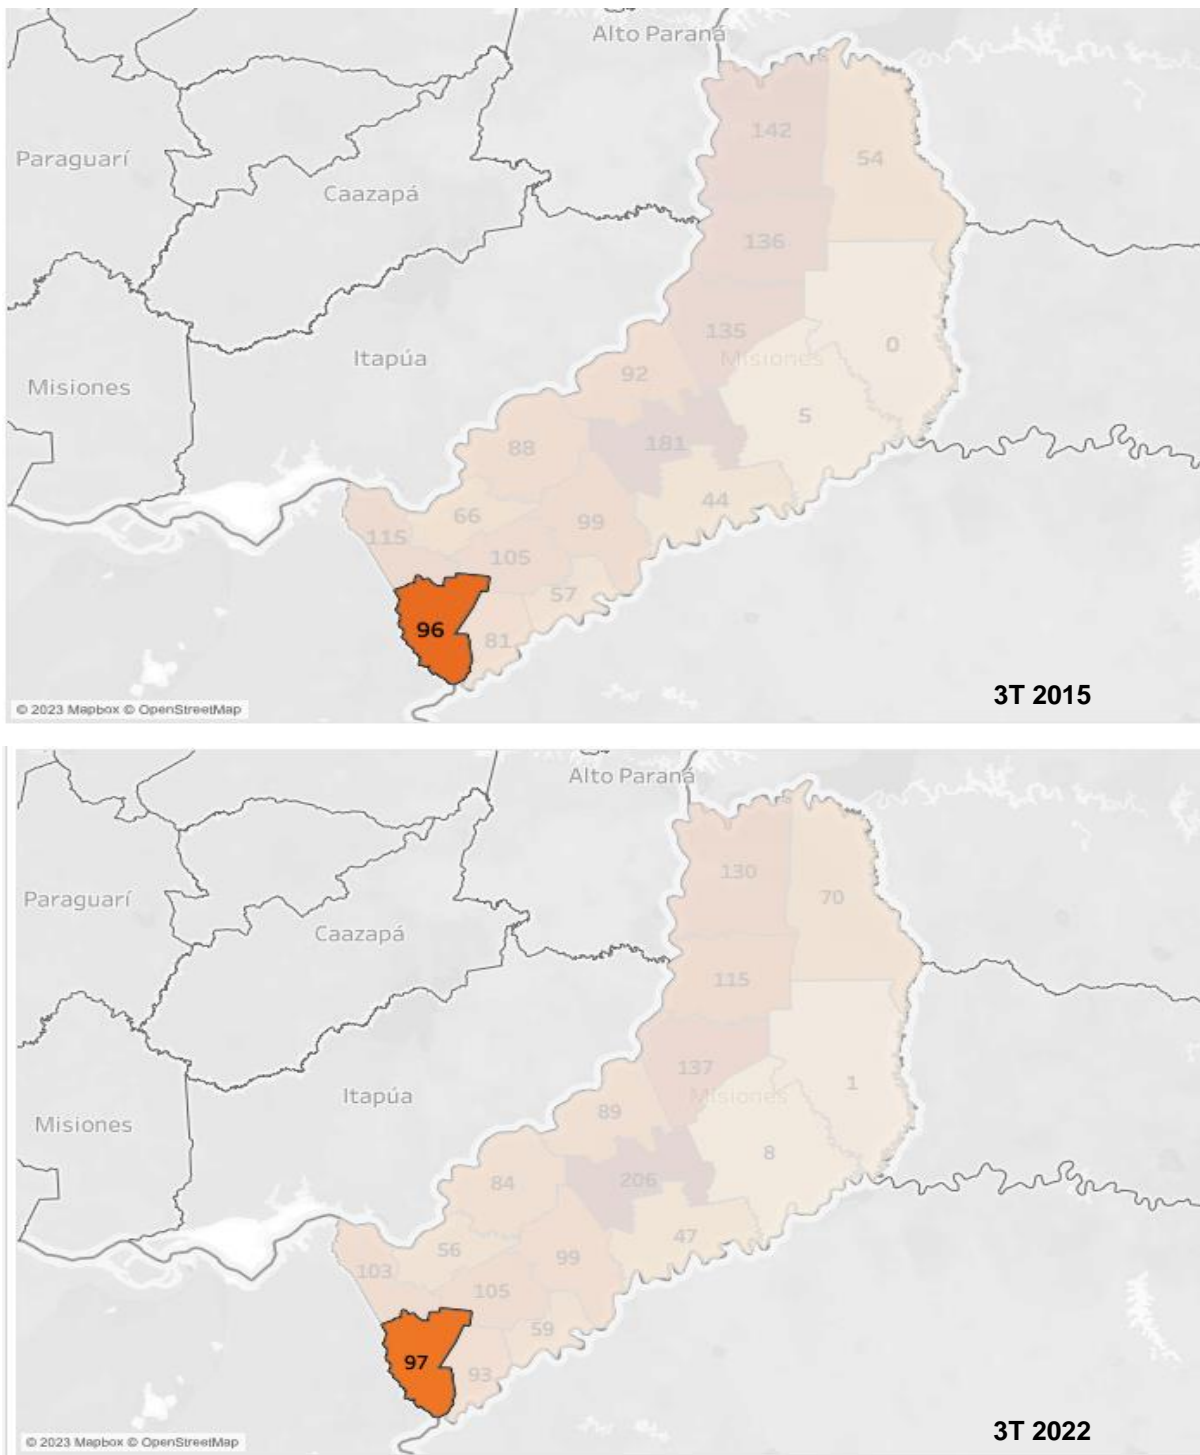 Alto Paraná
142
54
Paraguarí
Caazapá
136
135
Misiones
0
Itapúa
92
Misiones
5
181
88
44
66
99
115
105
57
96
81
3T 2015
© 2023 Mapbox © OpenStreetMap
Alto Paraná
130
70
Paraguarí
Caazapá
115
137
Misiones
1
Itapúa
89
Misiones
8
206
84
47
56
99
103
105
59
97
93
3T 2022
© 2023 Mapbox © OpenStreetMap